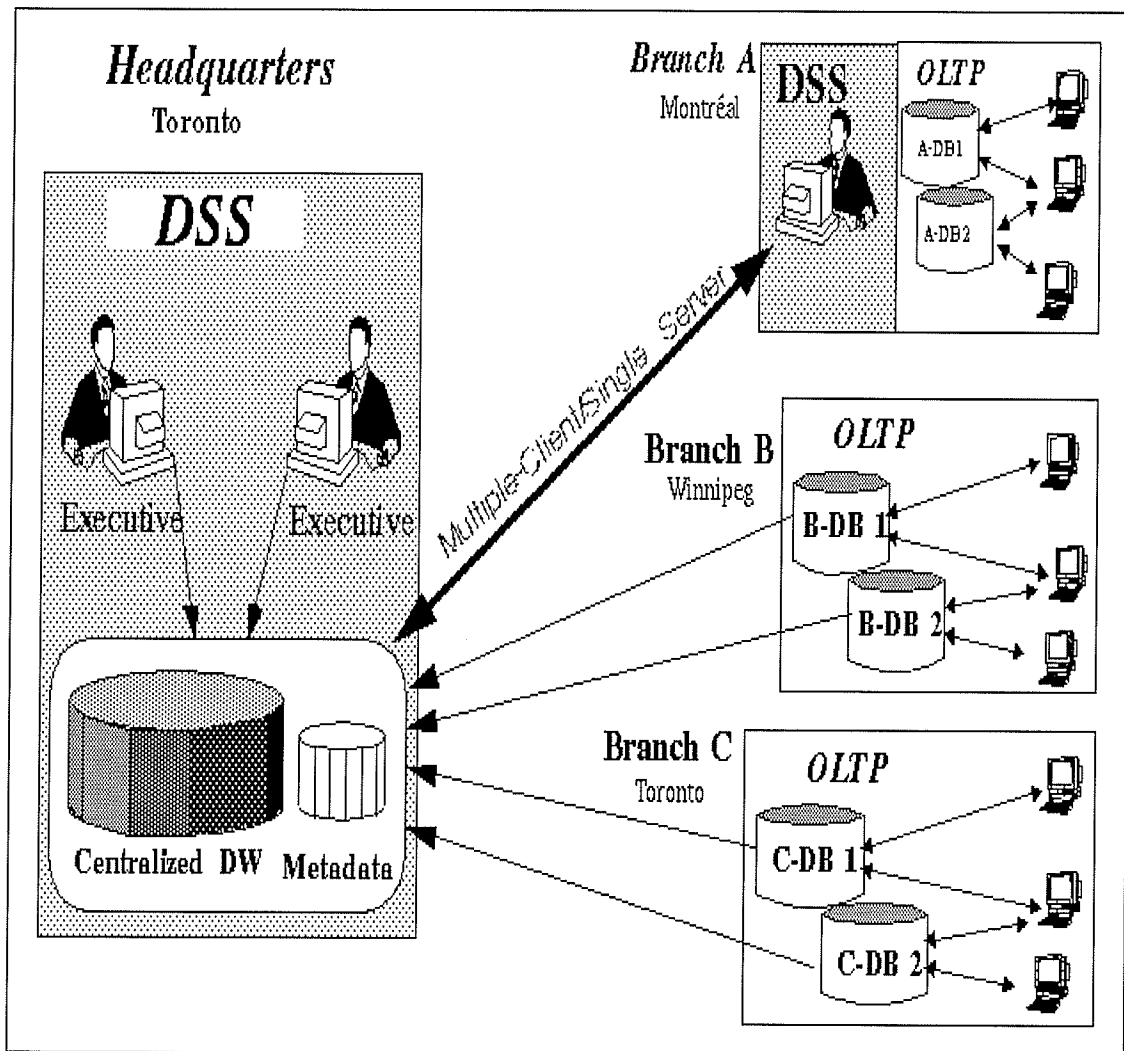 Headquarters
Toronto
DSS
Executive
Executive
Centralized DW
Metadata
Multiple-Client/Single Server
Branch A
Montréal
DSS
OLTP
A-DB1
A-DB2
Branch B
Winnipeg
OLTP
B-DB 1
B-DB 2
Branch C
Toronto
OLTP
C-DB 1
C-DB 2